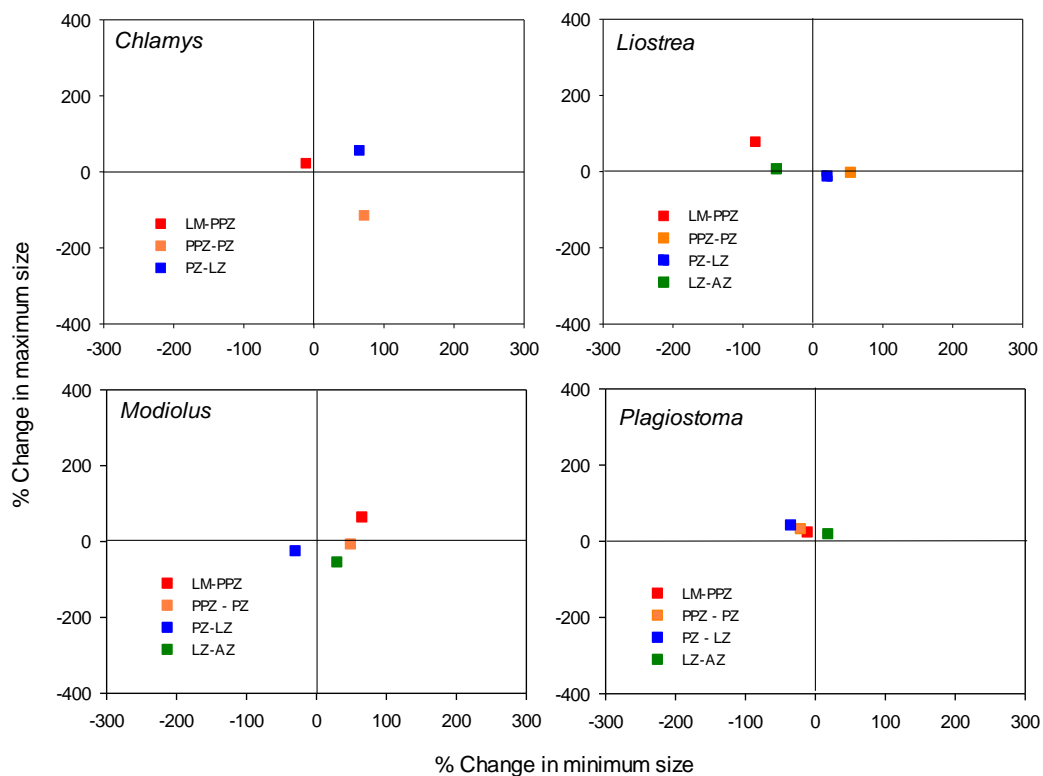 % Change in maximum size
Chlamys
400
200
0
-200
-400
LM-PPZ
PPZ-PZ
PZ-LZ
-300 -200 -100 0 100 200 300
Liostrea
400
200
0
-200
-400
LM-PPZ
PPZ-PZ
PZ-LZ
LZ-AZ
-300 -200 -100 0 100 200 300
Modiolus
400
200
0
-200
-400
LM-PPZ
PPZ - PZ
PZ-LZ
LZ-AZ
-300 -200 -100 0 100 200 300
Plagiostoma
400
200
0
-200
-400
LM-PPZ
PPZ - PZ
PZ - LZ
LZ-AZ
-300 -200 -100 0 100 200 300
% Change in minimum size